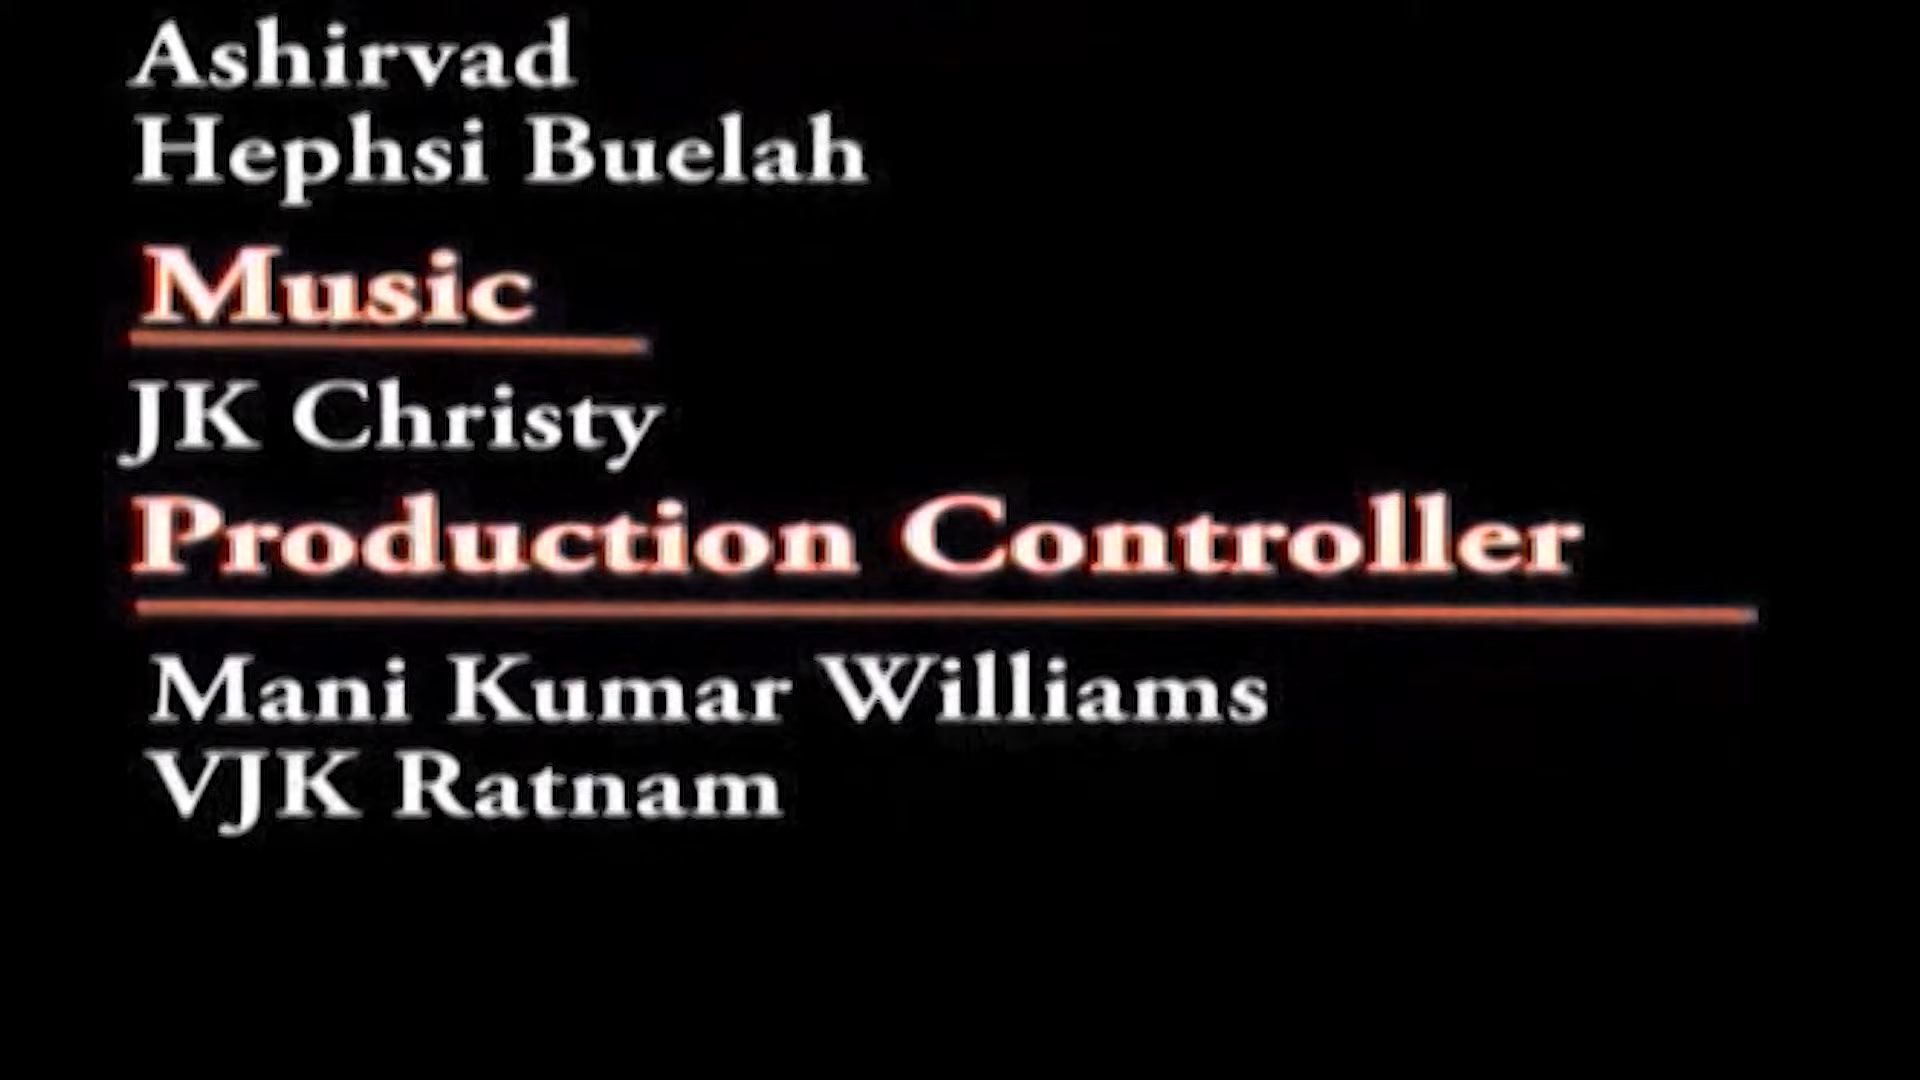 Ashirvad
Hephsi Buelah
Music
JK Christy
Production Controller
Mani Kumar Williams
VJK Ratnam